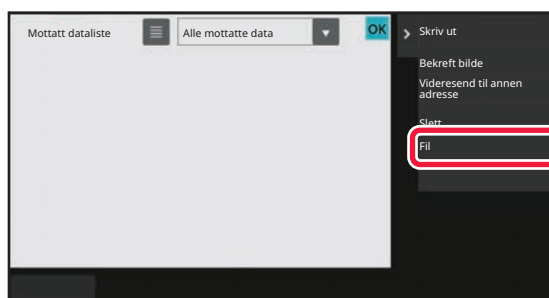 Mottatt dataliste
Alle mottatte data
OK
Skriv ut
Bekreft bilde
Videresend til annen
adresse
Slett
Fil